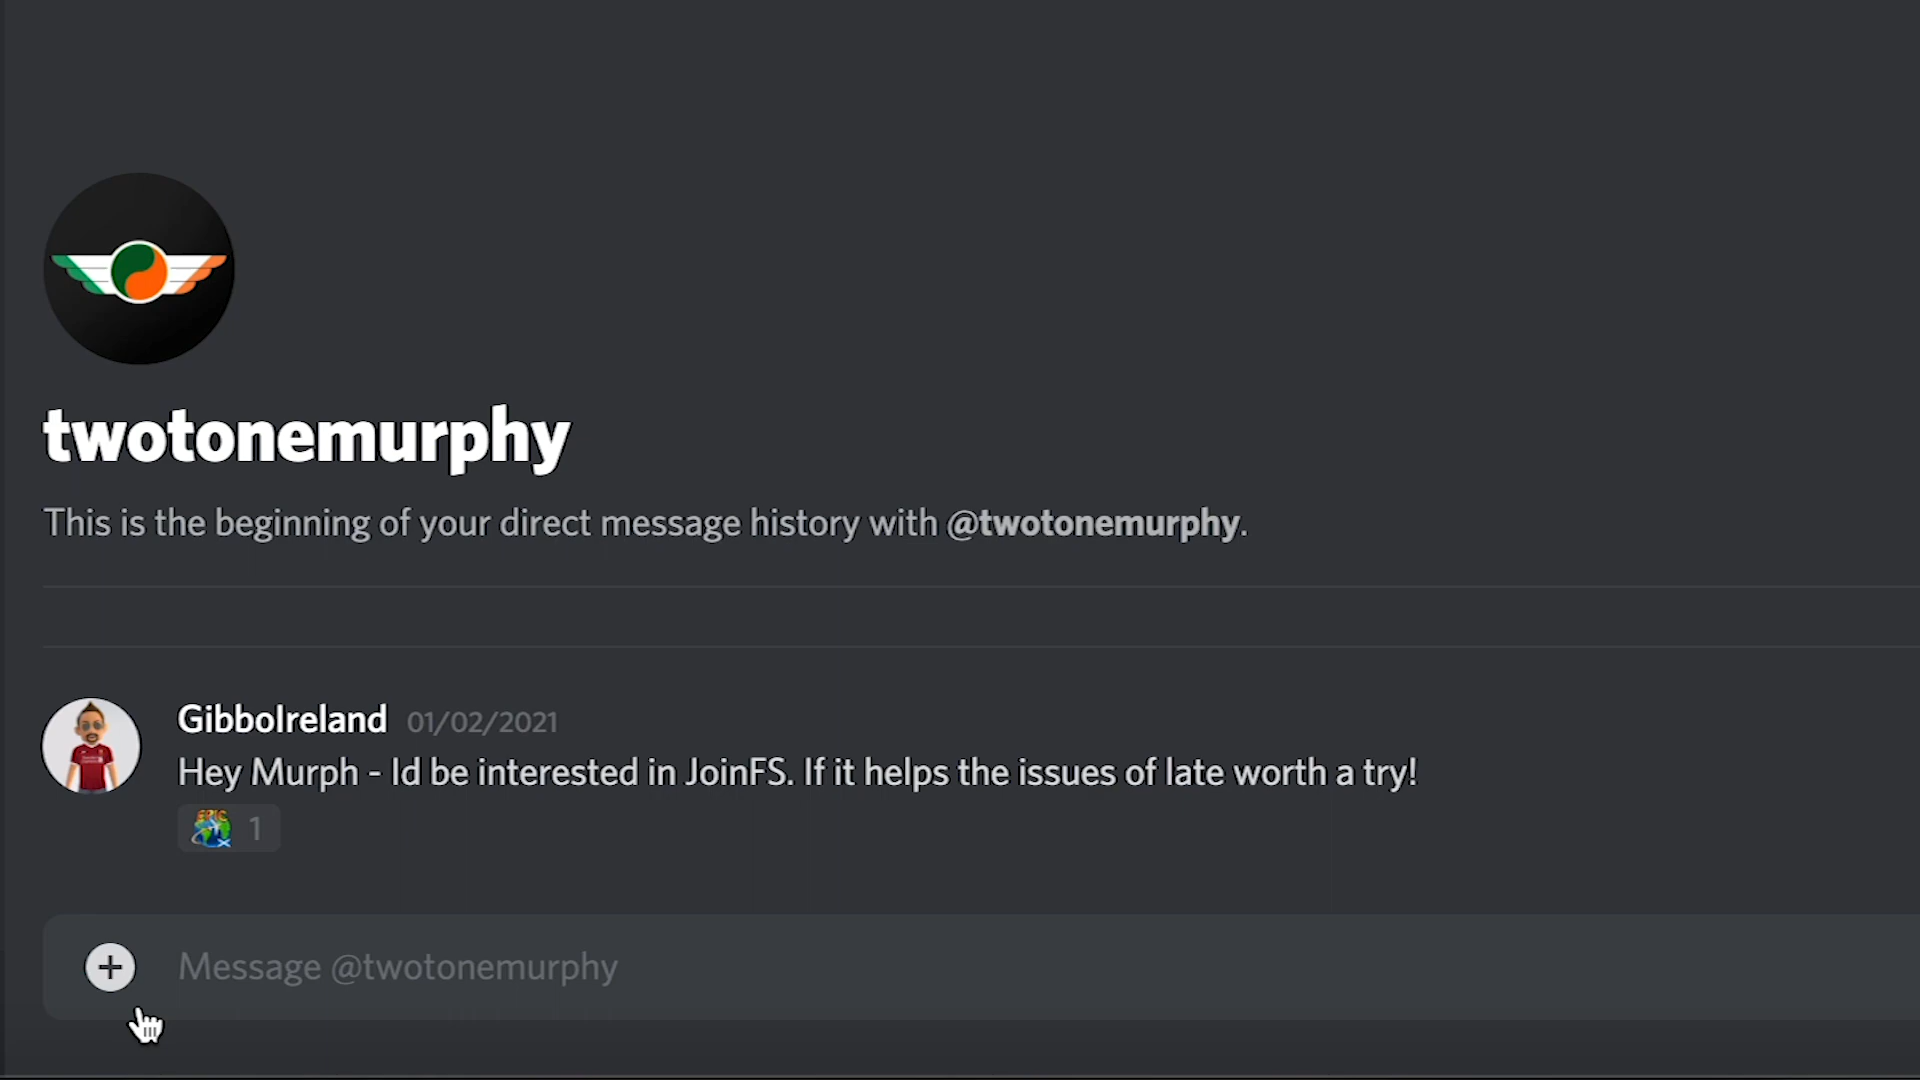 twotonemurphy
This is the beginning of your direct message history with @twotonemurphy.
GibboIreland 01/02/2021
Hey Murph - Id be interested in JoinFS. If it helps the issues of late worth a try!
EPIC 1
Message @twotonemurphy